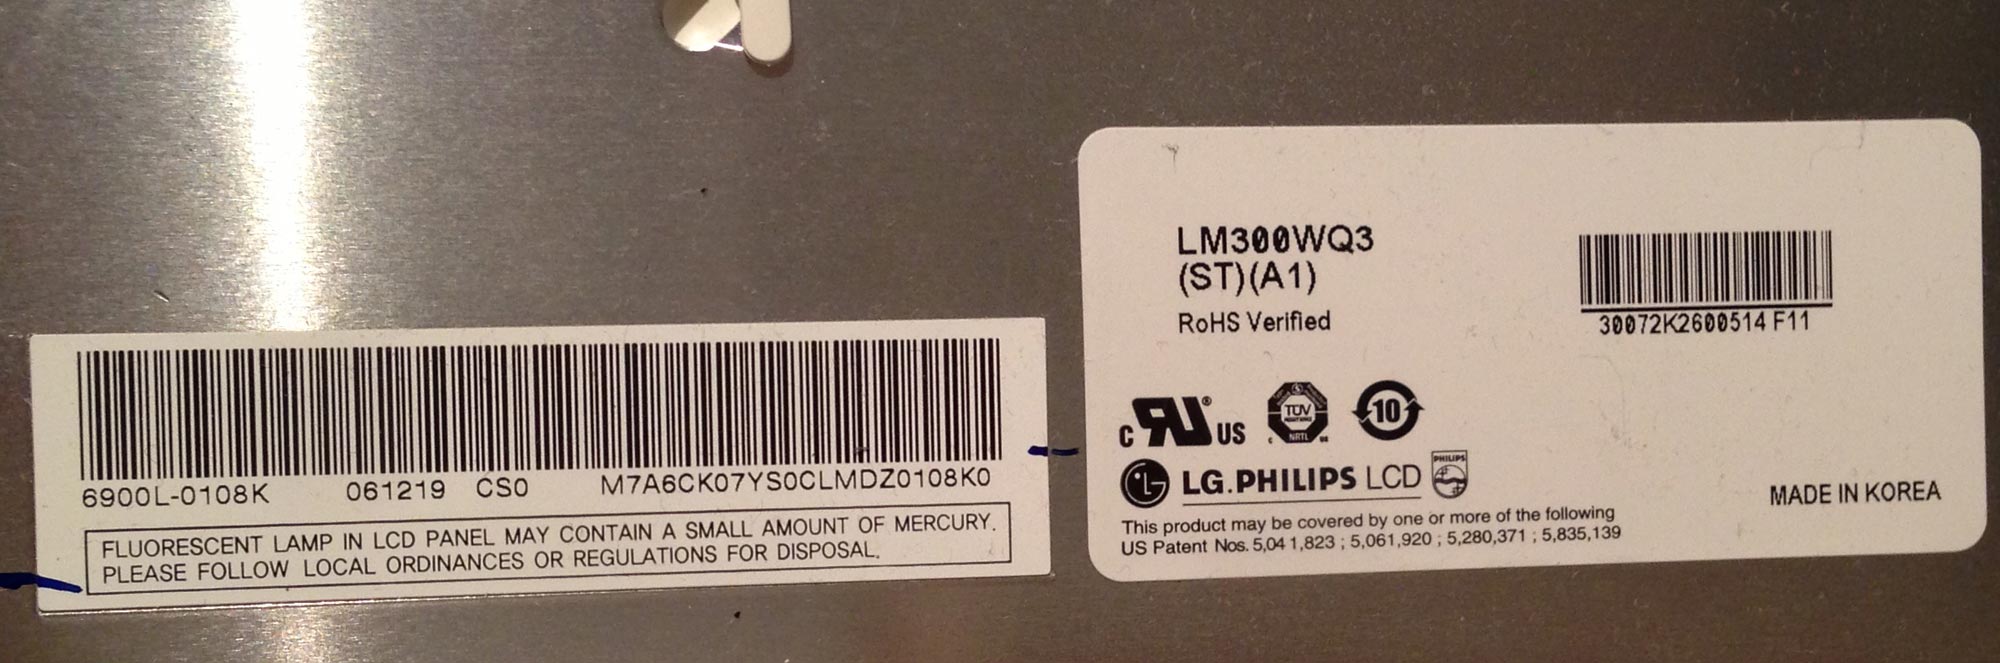 6900L-0108K 061219 CS0 M7A6CK07YS0CLMDZ0108K0
FLUORESCENT LAMP IN LCD PANEL MAY CONTAIN A SMALL AMOUNT OF MERCURY.
PLEASE FOLLOW LOCAL ORDINANCES OR REGULATIONS FOR DISPOSAL.
LM300WQ3
(ST)(A1)
RoHS Verified
30072K2600514 F11
C RU® US
TÜV
NRTL
10
LG.PHILIPS LCD
PHILIPS
MADE IN KOREA
This product may be covered by one or more of the following
US Patent Nos. 5,041,823 ; 5,061,920 ; 5,280,371 ; 5,835,139